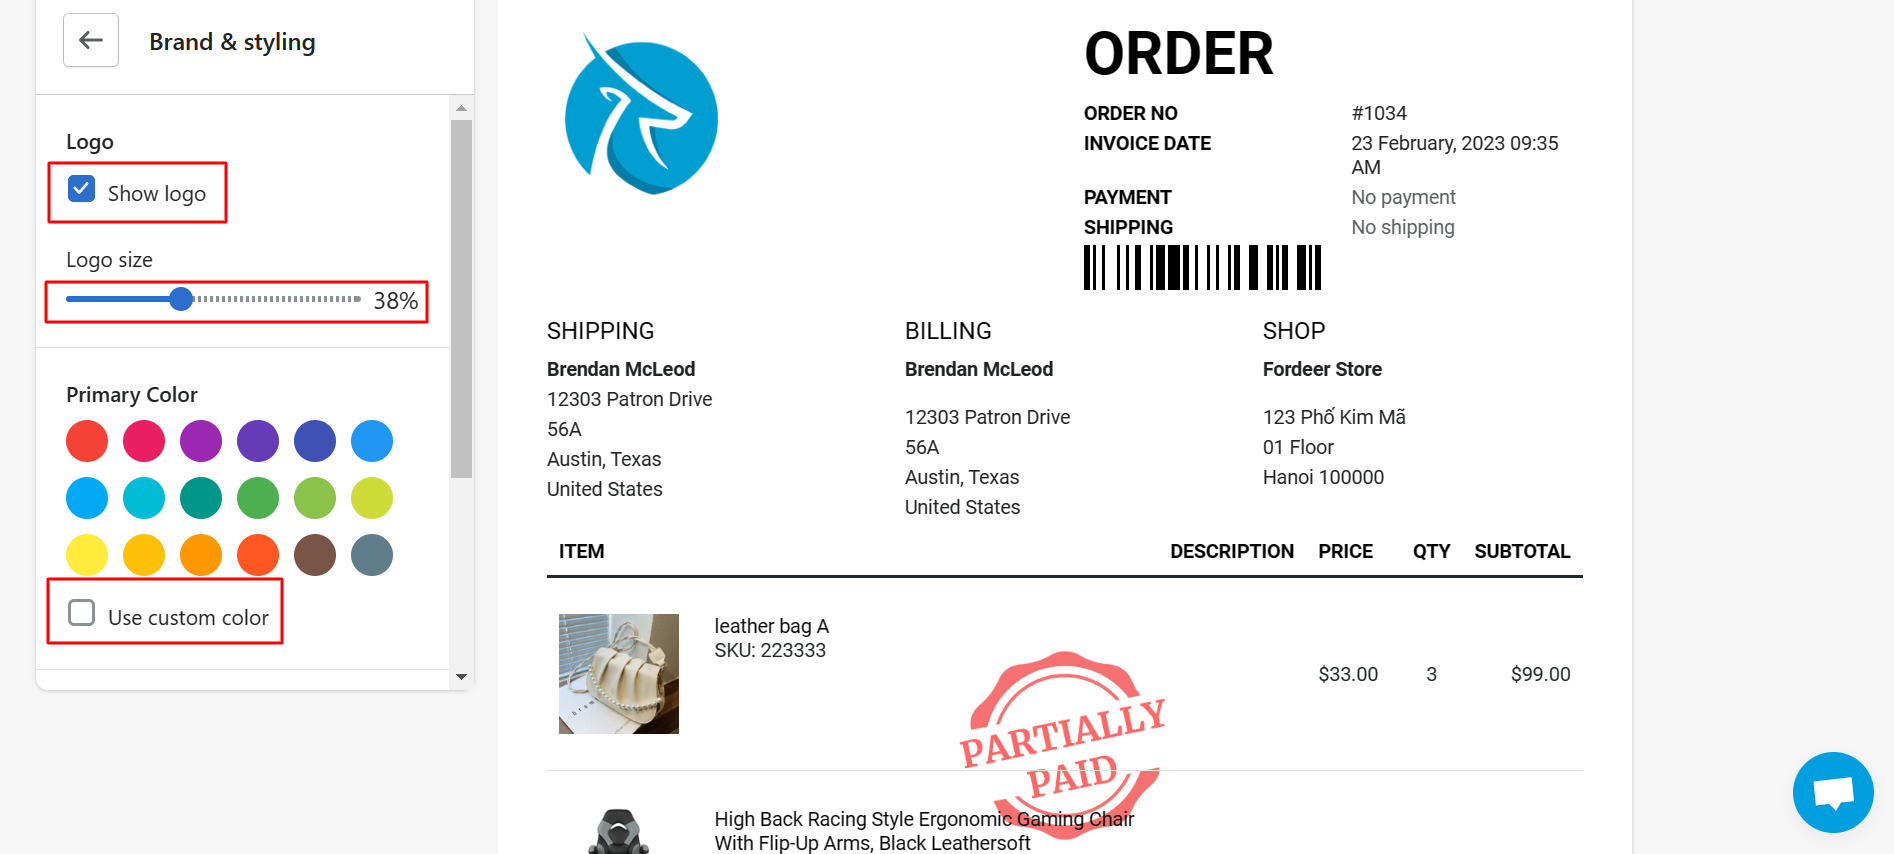 Brand & styling
Logo
Show logo
Logo size
38%
Primary Color
Use custom color
ORDER
ORDER NO #1034
INVOICE DATE 23 February, 2023 09:35
AM
PAYMENT No payment
SHIPPING No shipping
SHIPPING
Brendan McLeod
12303 Patron Drive
56A
Austin, Texas
United States
BILLING
Brendan McLeod
12303 Patron Drive
56A
Austin, Texas
United States
SHOP
Fordeer Store
123 Phố Kim Mã
01 Floor
Hanoi 100000
ITEM DESCRIPTION PRICE QTY SUBTOTAL
leather bag A
SKU: 223333
$33.00 3 $99.00
PARTIALLY
PAID
High Back Racing Style Ergonomic Gaming Chair
With Flip-Up Arms, Black Leathersoft